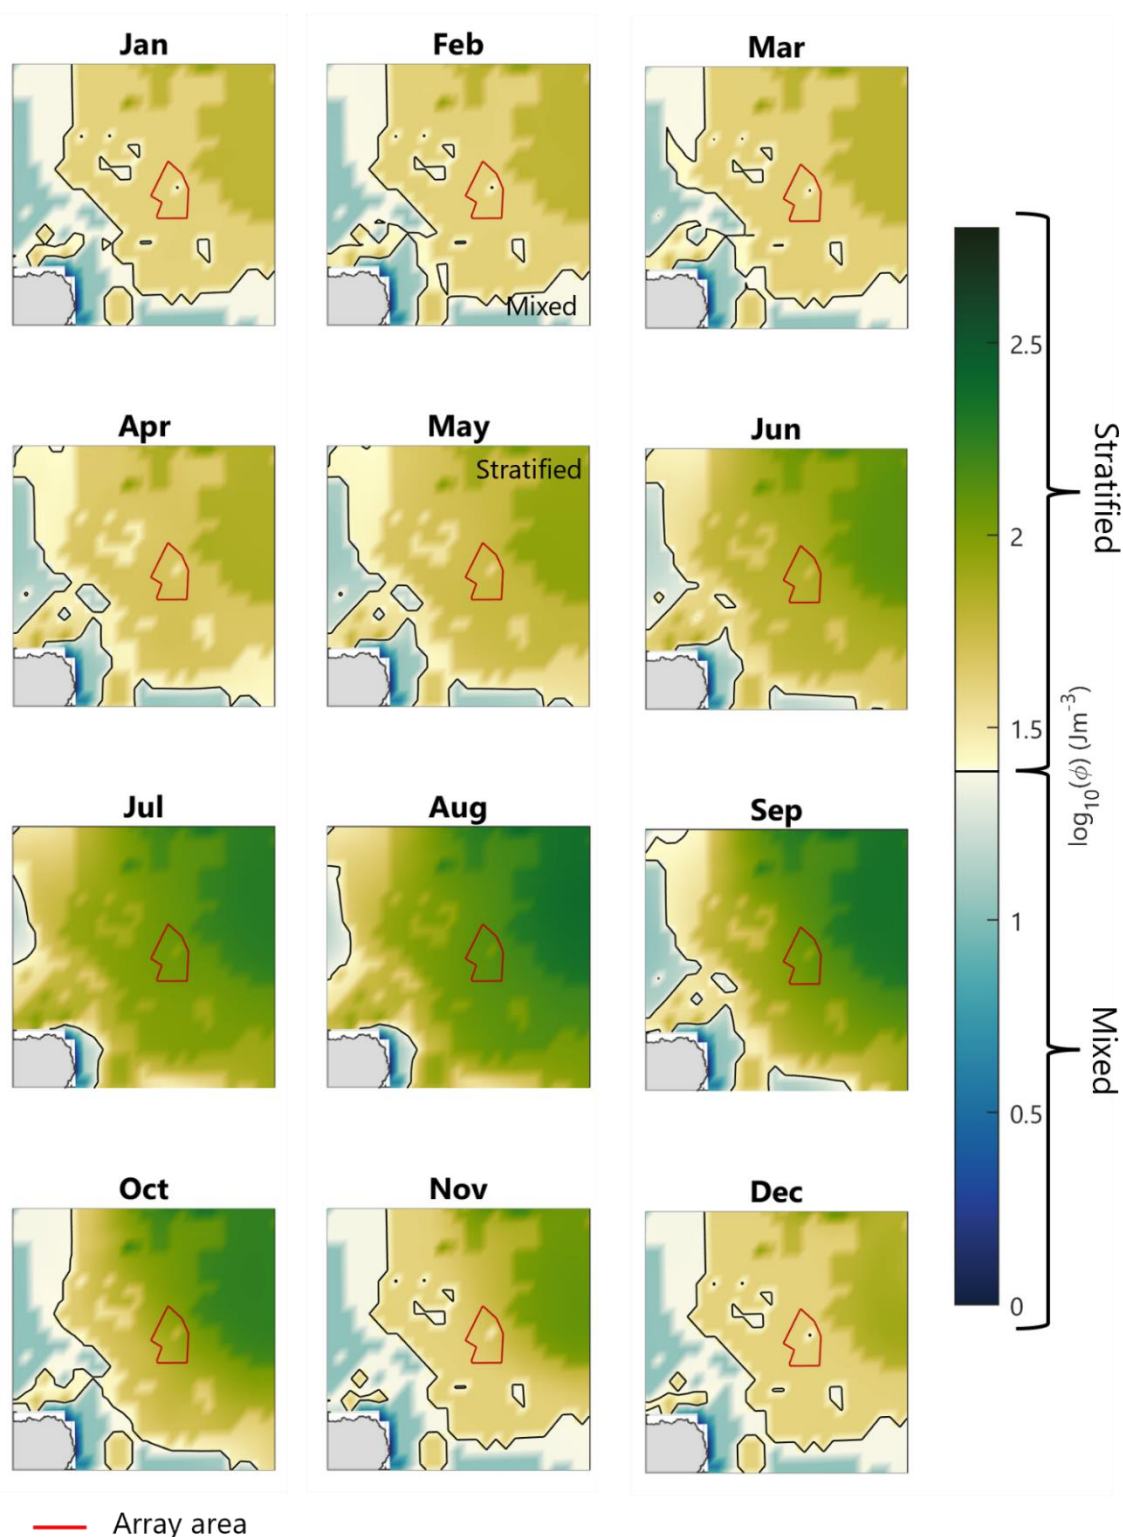 Jan Feb Mar
Mixed
Apr May Jun
Stratified
Jul Aug Sep
Oct Nov Dec
2.5
2
1.5
1
0.5
0
Stratified
log10(ϕ) (Jm⁻³)
Mixed
Array area